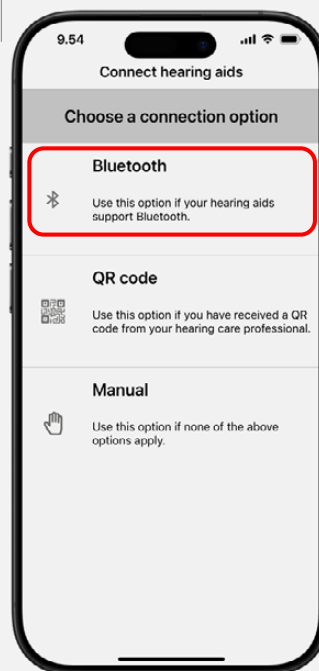 9.54
Connect hearing aids
Choose a connection option
Bluetooth
Use this option if your hearing aids
support Bluetooth.
QR code
Use this option if you have received a QR
code from your hearing care professional.
Manual
Use this option if none of the above
options apply.